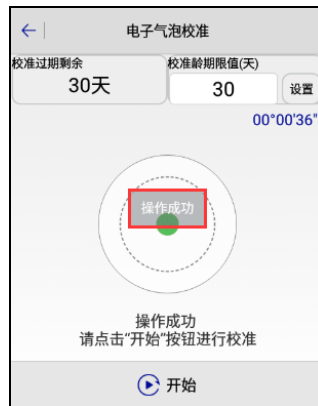 电子气泡校准
校准过期剩余 校准龄期限值(天)
30天 30 设置
00°00'36"
操作成功
操作成功
请点击"开始"按钮进行校准
开始